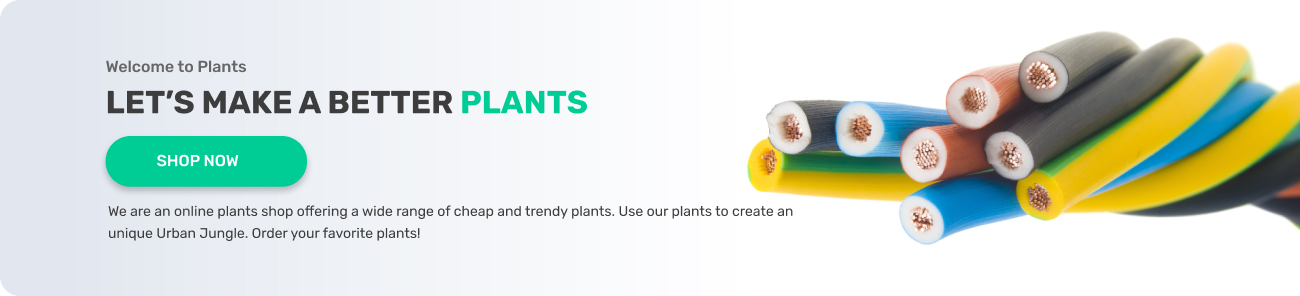 Welcome to Plants
LET’S MAKE A BETTER PLANTS
SHOP NOW
We are an online plants shop offering a wide range of cheap and trendy plants. Use our plants to create an
unique Urban Jungle. Order your favorite plants!